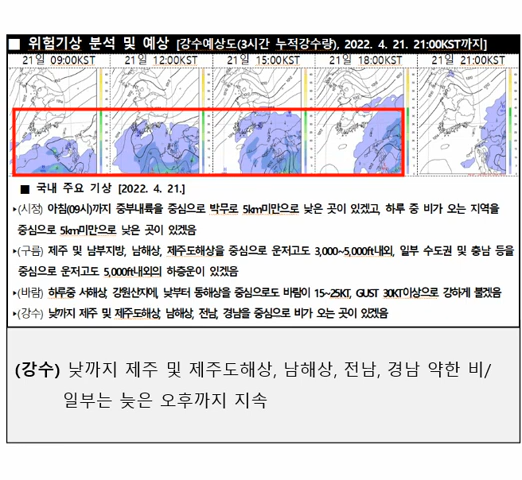 ■ 위험기상 분석 및 예상 [강수예상도(3시간 누적강수량), 2022. 4. 21. 21:00KST까지]
21일 09:00KST 21일 12:00KST 21일 15:00KST 21일 18:00KST 21일 21:00KST
■ 국내 주요 기상 [2022. 4. 21.]
▸(시정) 아침(09시)까지 중부내륙을 중심으로 박무로 5km미만으로 낮은 곳이 있겠고, 하루 중 비가 오는 지역을
중심으로 5km미만으로 낮은 곳이 있겠음
▸(구름) 제주 및 남부지방, 남해상, 제주도해상을 중심으로 운저고도 3,000~5,000ft내외, 일부 수도권 및 충남 등을
중심으로 운저고도 5,000ft내외의 하층운이 있겠음
▸(바람) 하루중 서해상, 강원산지에, 낮부터 동해상을 중심으로도 바람이 15~25KT, GUST 30KT이상으로 강하게 불겠음
▸(강수) 낮까지 제주 및 제주도해상, 남해상, 전남, 경남을 중심으로 비가 오는 곳이 있겠음
(강수) 낮까지 제주 및 제주도해상, 남해상, 전남, 경남 약한 비/
일부는 늦은 오후까지 지속